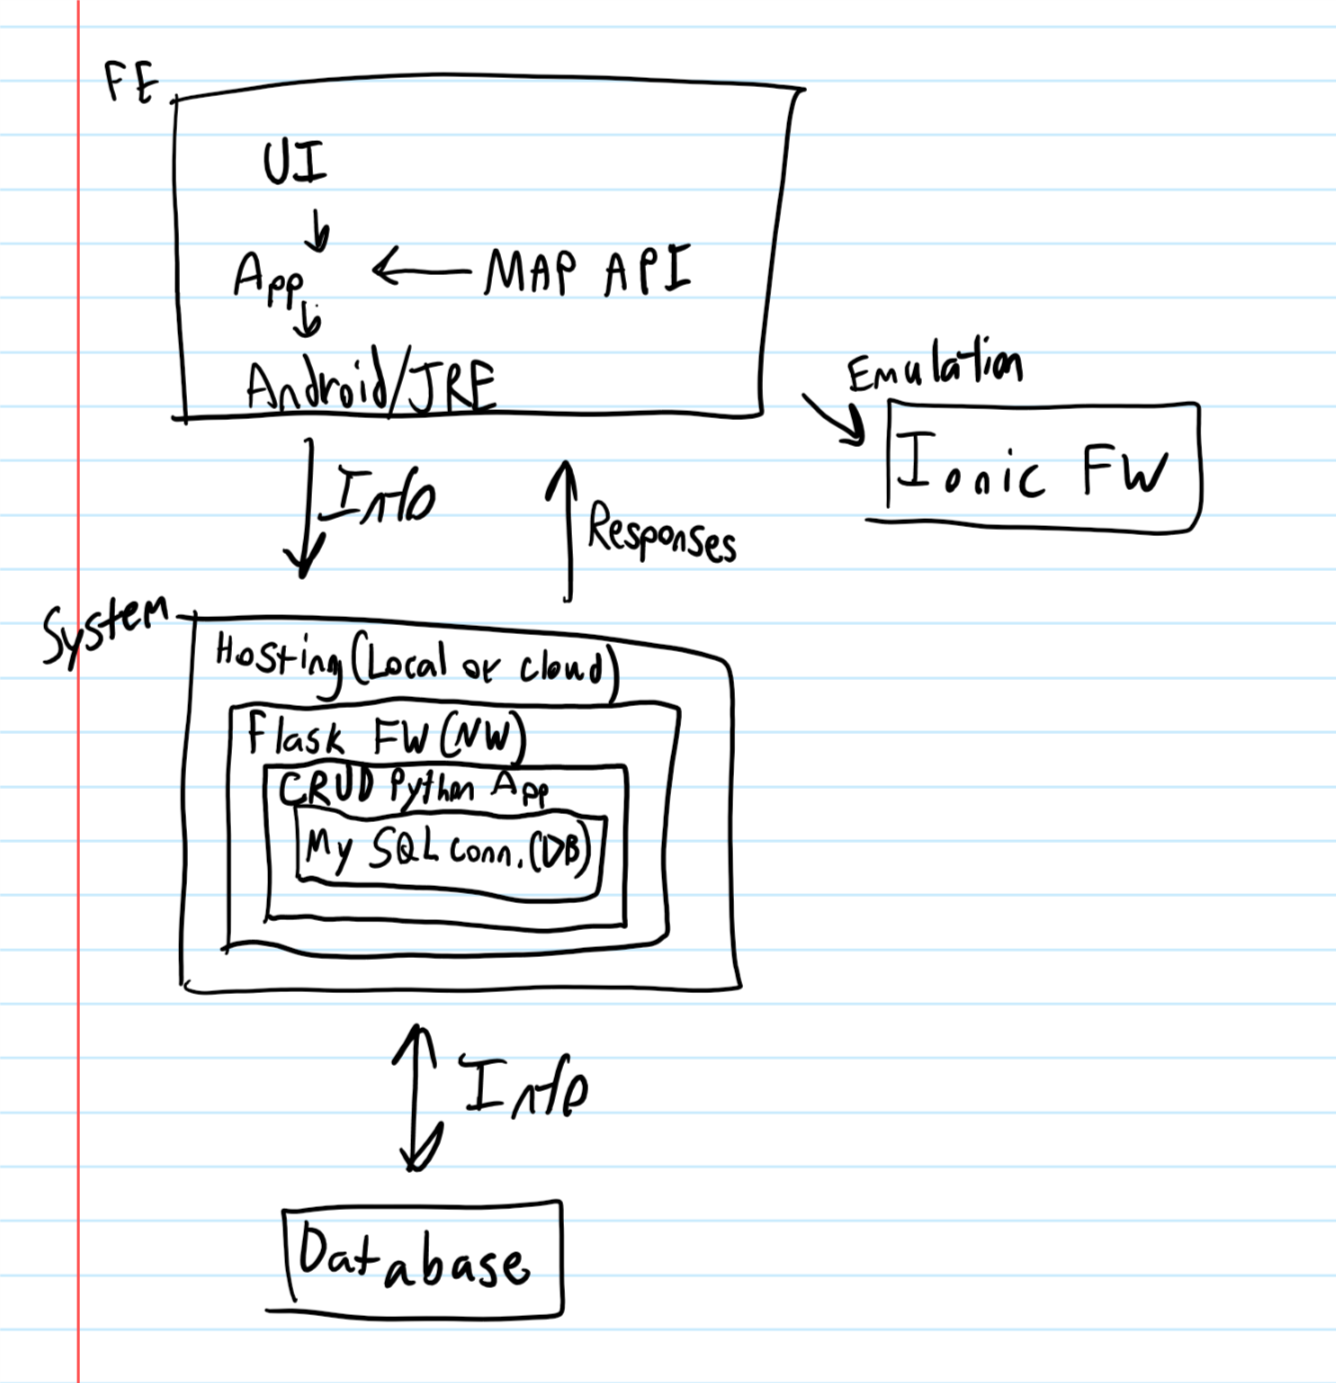 FE
UI
App ← MAP API
Android/JRE
Emulation
Ionic FW
Info
Responses
System
Hosting (Local or cloud)
Flask FW (NW)
CRUD Python App
My SQL conn. (DB)
Info
Database